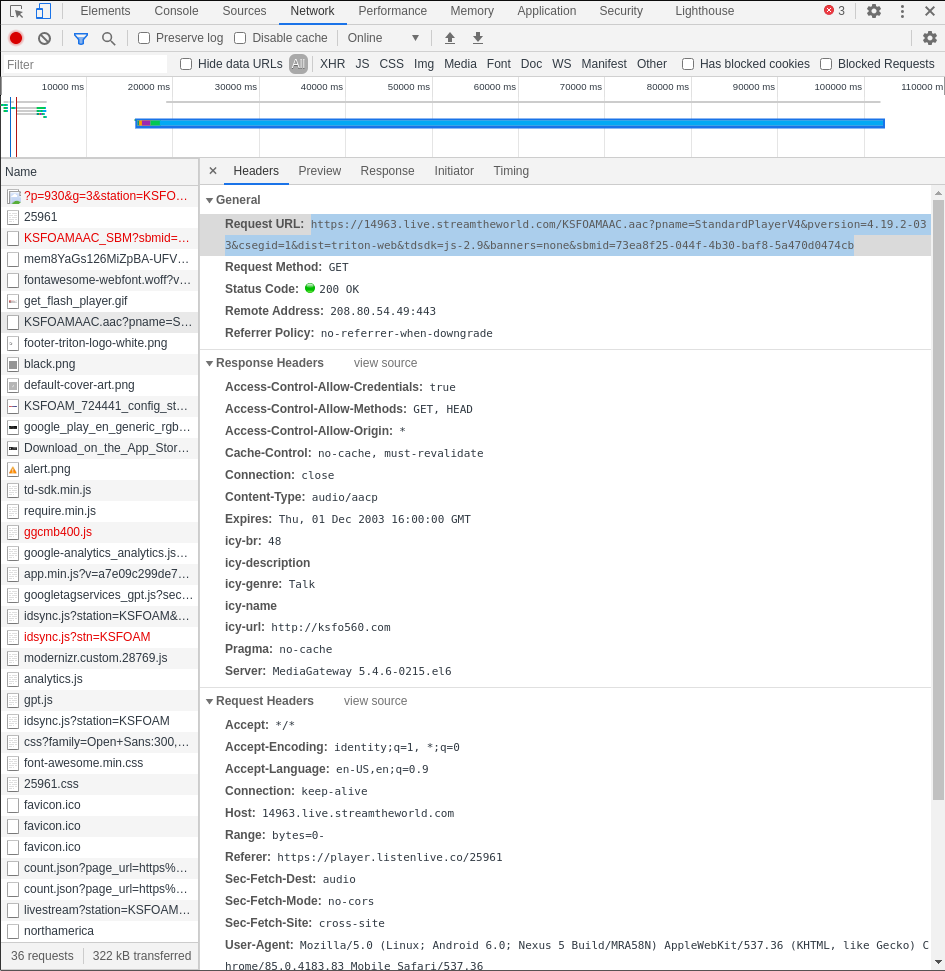 Elements Console Sources Network Performance Memory Application Security Lighthouse 3
Preserve log Disable cache Online
Filter Hide data URLs All XHR JS CSS Img Media Font Doc WS Manifest Other Has blocked cookies Blocked Requests
10000 ms 20000 ms 30000 ms 40000 ms 50000 ms 60000 ms 70000 ms 80000 ms 90000 ms 100000 ms 110000 m
Name
?p=930&g=3&station=KSFO…
25961
KSFOAMAAC_SBM?sbmid=…
mem8YaGs126MiZpBA-UFV…
fontawesome-webfont.woff?v…
get_flash_player.gif
KSFOAMAAC.aac?pname=S…
footer-triton-logo-white.png
black.png
default-cover-art.png
KSFOAM_724441_config_st…
google_play_en_generic_rgb…
Download_on_the_App_Stor…
alert.png
td-sdk.min.js
require.min.js
ggcmb400.js
google-analytics_analytics.js…
app.min.js?v=a7e09c299de7…
googletagservices_gpt.js?sec…
idsync.js?station=KSFOAM&…
idsync.js?stn=KSFOAM
modernizr.custom.28769.js
analytics.js
gpt.js
idsync.js?station=KSFOAM
css?family=Open+Sans:300,…
font-awesome.min.css
25961.css
favicon.ico
favicon.ico
favicon.ico
count.json?page_url=https%…
count.json?page_url=https%…
livestream?station=KSFOAM…
northamerica
36 requests 322 kB transferred
× Headers Preview Response Initiator Timing
General
Request URL: https://14963.live.streamtheworld.com/KSFOAMAAC.aac?pname=StandardPlayerV4&pversion=4.19.2-03
3&csegid=1&dist=triton-web&tdsdk=js-2.9&banners=none&sbmid=73ea8f25-044f-4b30-baf8-5a470d0474cb
Request Method: GET
Status Code: 200 OK
Remote Address: 208.80.54.49:443
Referrer Policy: no-referrer-when-downgrade
Response Headers view source
Access-Control-Allow-Credentials: true
Access-Control-Allow-Methods: GET, HEAD
Access-Control-Allow-Origin: *
Cache-Control: no-cache, must-revalidate
Connection: close
Content-Type: audio/aacp
Expires: Thu, 01 Dec 2003 16:00:00 GMT
icy-br: 48
icy-description
icy-genre: Talk
icy-name
icy-url: http://ksfo560.com
Pragma: no-cache
Server: MediaGateway 5.4.6-0215.el6
Request Headers view source
Accept: */*
Accept-Encoding: identity;q=1, *;q=0
Accept-Language: en-US,en;q=0.9
Connection: keep-alive
Host: 14963.live.streamtheworld.com
Range: bytes=0-
Referer: https://player.listenlive.co/25961
Sec-Fetch-Dest: audio
Sec-Fetch-Mode: no-cors
Sec-Fetch-Site: cross-site
User-Agent: Mozilla/5.0 (Linux; Android 6.0; Nexus 5 Build/MRA58N) AppleWebKit/537.36 (KHTML, like Gecko) C
hrome/85.0.4183.83 Mobile Safari/537.36